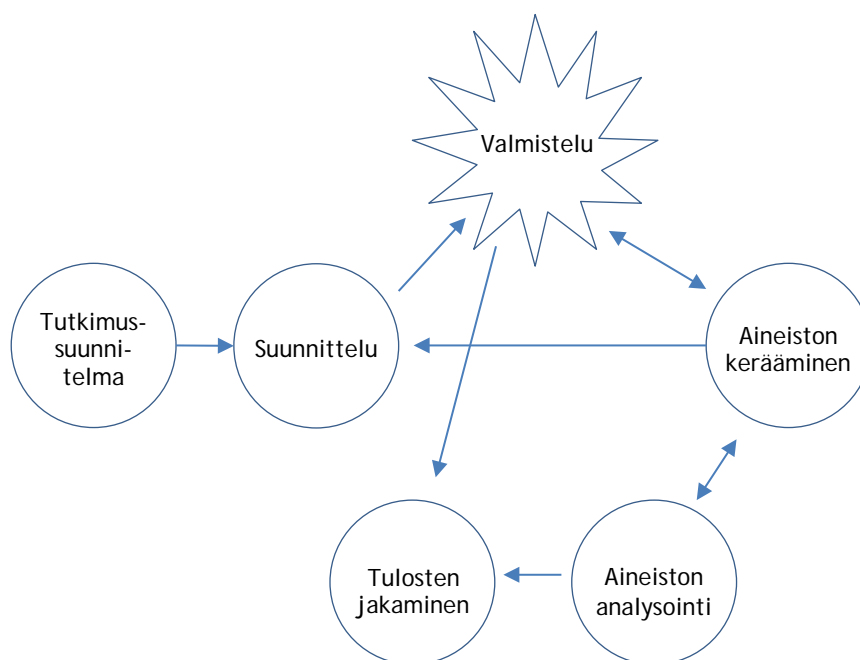 Valmistelu
Tutkimus-
suunni-
telma
Suunnittelu
Aineiston
kerääminen
Tulosten
jakaminen
Aineiston
analysointi